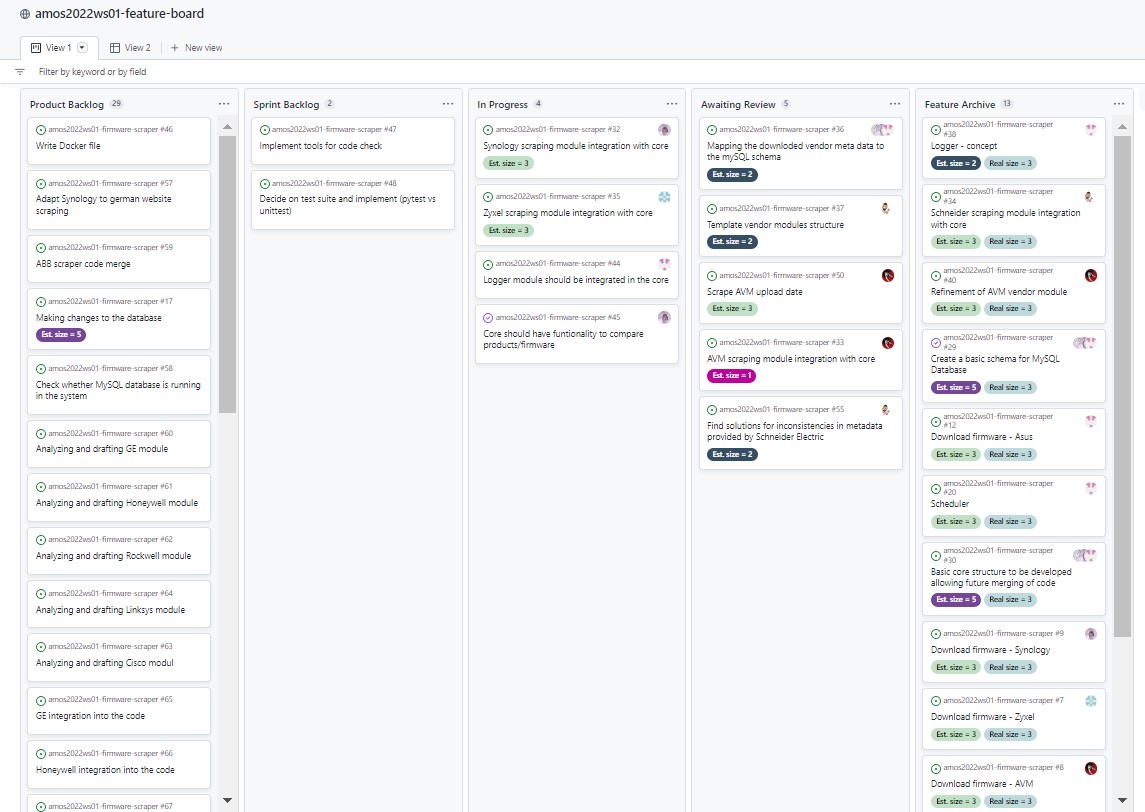 amos2022ws01-feature-board
View 1
View 2
New view
Filter by keyword or by field
Product Backlog 29
amos2022ws01-firmware-scraper #46
Write Docker file
amos2022ws01-firmware-scraper #57
Adapt Synology to german website
scraping
amos2022ws01-firmware-scraper #59
ABB scraper code merge
amos2022ws01-firmware-scraper #17
Making changes to the database
Est. size = 5
amos2022ws01-firmware-scraper #58
Check whether MySQL database is running
in the system
amos2022ws01-firmware-scraper #60
Analyzing and drafting GE module
amos2022ws01-firmware-scraper #61
Analyzing and drafting Honeywell module
amos2022ws01-firmware-scraper #62
Analyzing and drafting Rockwell module
amos2022ws01-firmware-scraper #64
Analyzing and drafting Linksys module
amos2022ws01-firmware-scraper #63
Analyzing and drafting Cisco modul
amos2022ws01-firmware-scraper #65
GE integration into the code
amos2022ws01-firmware-scraper #66
Honeywell integration into the code
amos2022ws01-firmware-scraper #67
Sprint Backlog 2
amos2022ws01-firmware-scraper #47
Implement tools for code check
amos2022ws01-firmware-scraper #48
Decide on test suite and implement (pytest vs
unittest)
In Progress 4
amos2022ws01-firmware-scraper #32
Synology scraping module integration with core
Est. size = 3
amos2022ws01-firmware-scraper #35
Zyxel scraping module integration with core
Est. size = 3
amos2022ws01-firmware-scraper #44
Logger module should be integrated in the core
amos2022ws01-firmware-scraper #45
Core should have funtionality to compare
products/firmware
Awaiting Review 5
amos2022ws01-firmware-scraper #36
Mapping the downloded vendor meta data to
the mySQL schema
Est. size = 2
amos2022ws01-firmware-scraper #37
Template vendor modules structure
Est. size = 2
amos2022ws01-firmware-scraper #50
Scrape AVM upload date
Est. size = 3
amos2022ws01-firmware-scraper #33
AVM scraping module integration with core
Est. size = 1
amos2022ws01-firmware-scraper #55
Find solutions for inconsistencies in metadata
provided by Schneider Electric
Est. size = 2
Feature Archive 13
amos2022ws01-firmware-scraper
#38
Logger - concept
Est. size = 2 Real size = 3
amos2022ws01-firmware-scraper
#34
Schneider scraping module integration
with core
Est. size = 3 Real size = 3
amos2022ws01-firmware-scraper
#40
Refinement of AVM vendor module
Est. size = 3 Real size = 3
amos2022ws01-firmware-scraper
#29
Create a basic schema for MySQL
Database
Est. size = 5 Real size = 3
amos2022ws01-firmware-scraper
#12
Download firmware - Asus
Est. size = 3 Real size = 3
amos2022ws01-firmware-scraper
#20
Scheduler
Est. size = 3 Real size = 3
amos2022ws01-firmware-scraper
#30
Basic core structure to be developed
allowing future merging of code
Est. size = 5 Real size = 3
amos2022ws01-firmware-scraper #9
Download firmware - Synology
Est. size = 3 Real size = 3
amos2022ws01-firmware-scraper #7
Download firmware - Zyxel
Est. size = 3 Real size = 3
amos2022ws01-firmware-scraper #8
Download firmware - AVM
Est. size = 3 Real size = 3